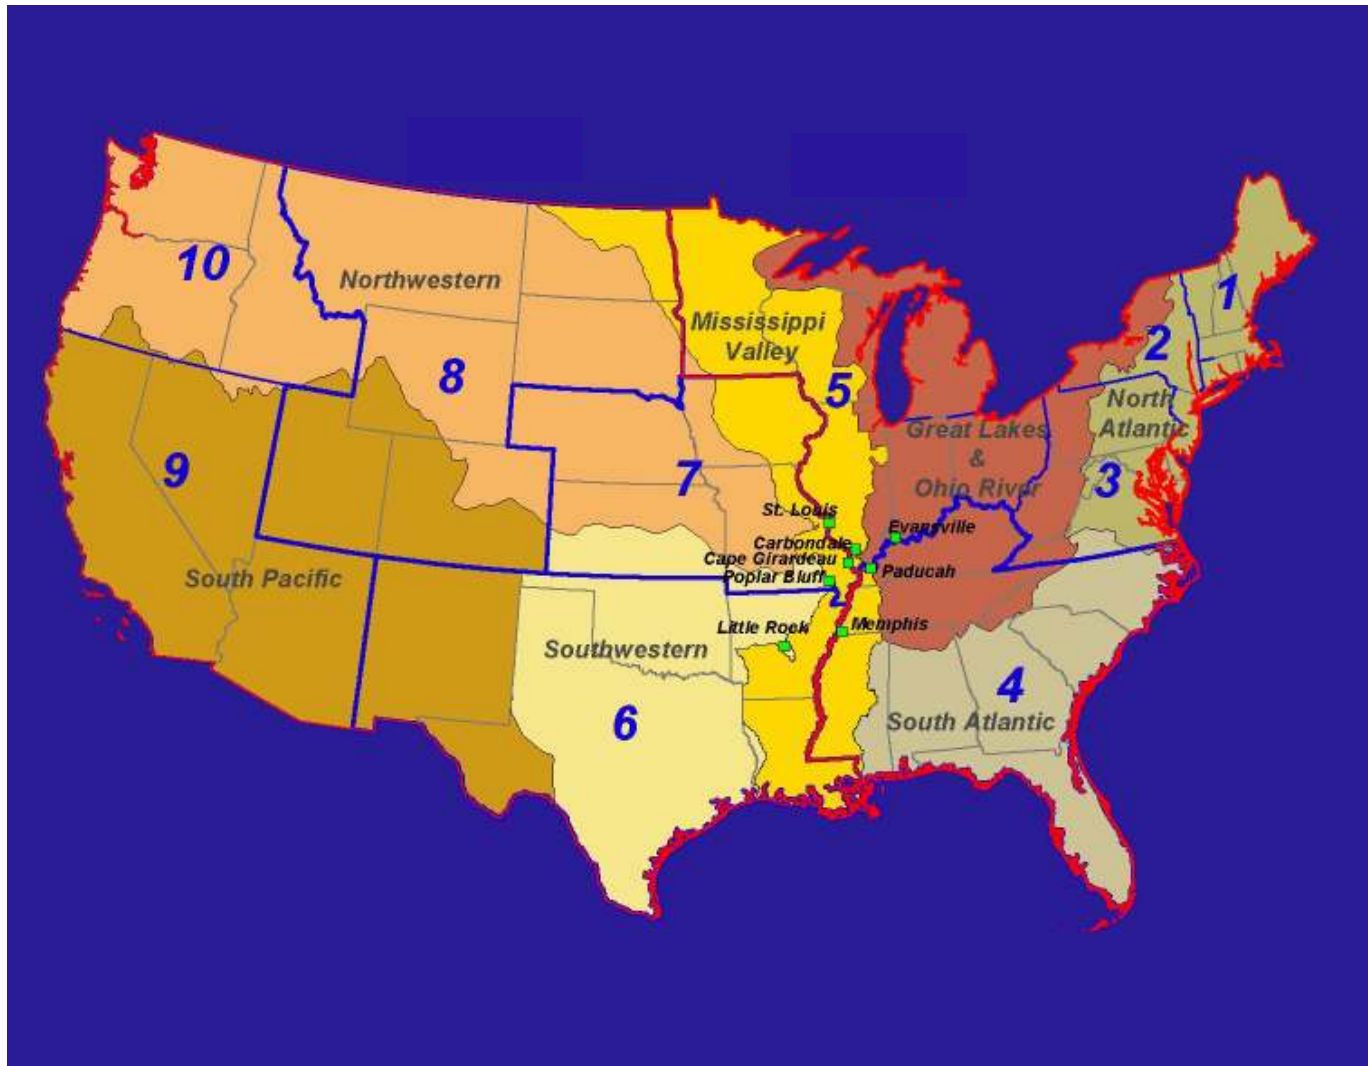 10
Northwestern
1
Mississippi
Valley
2
8
5
North
Atlantic
Great Lakes
&
Ohio River
9
7
3
St. Louis
Evansville
Carbondale
Cape Girardeau
Paducah
Poplar Bluff
South Pacific
Little Rock
Memphis
Southwestern
4
South Atlantic
6